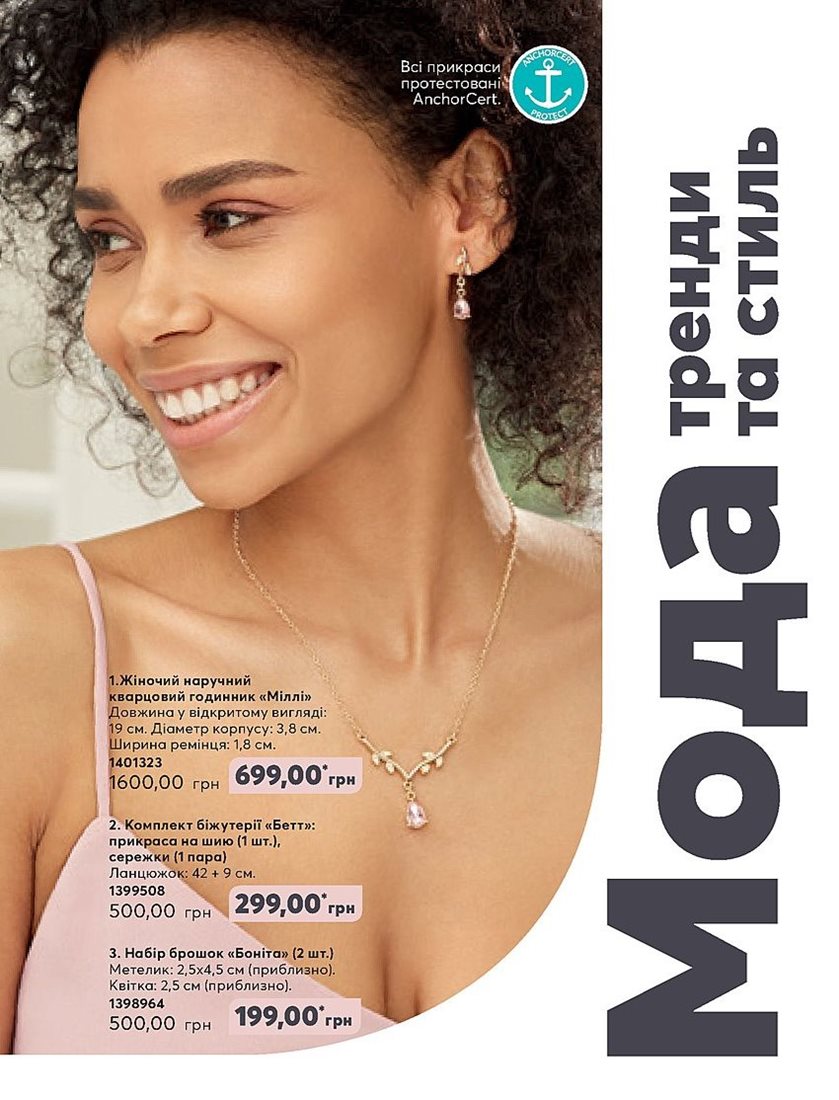 Всі прикраси
протестовані
AnchorCert.
ANCHORCERT
PROTECT
Мода
тренди
та стиль
1.Жіночий наручний
кварцовий годинник «Міллі»
Довжина у відкритому вигляді:
19 см. Діаметр корпусу: 3,8 см.
Ширина ремінця: 1,8 см.
1401323
1600,00 грн 699,00*грн
2. Комплект біжутерії «Бетт»:
прикраса на шию (1 шт.),
сережки (1 пара)
Ланцюжок: 42 + 9 см.
1399508
500,00 грн 299,00*грн
3. Набір брошок «Боніта» (2 шт.)
Метелик: 2,5х4,5 см (приблизно).
Квітка: 2,5 см (приблизно).
1398964
500,00 грн 199,00*грн